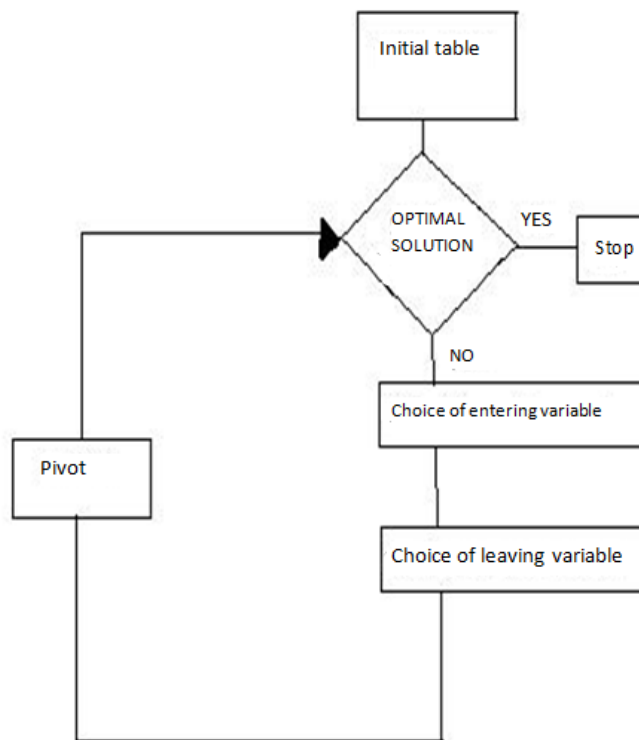 Initial table
OPTIMAL
SOLUTION
YES
Stop
NO
Choice of entering variable
Pivot
Choice of leaving variable